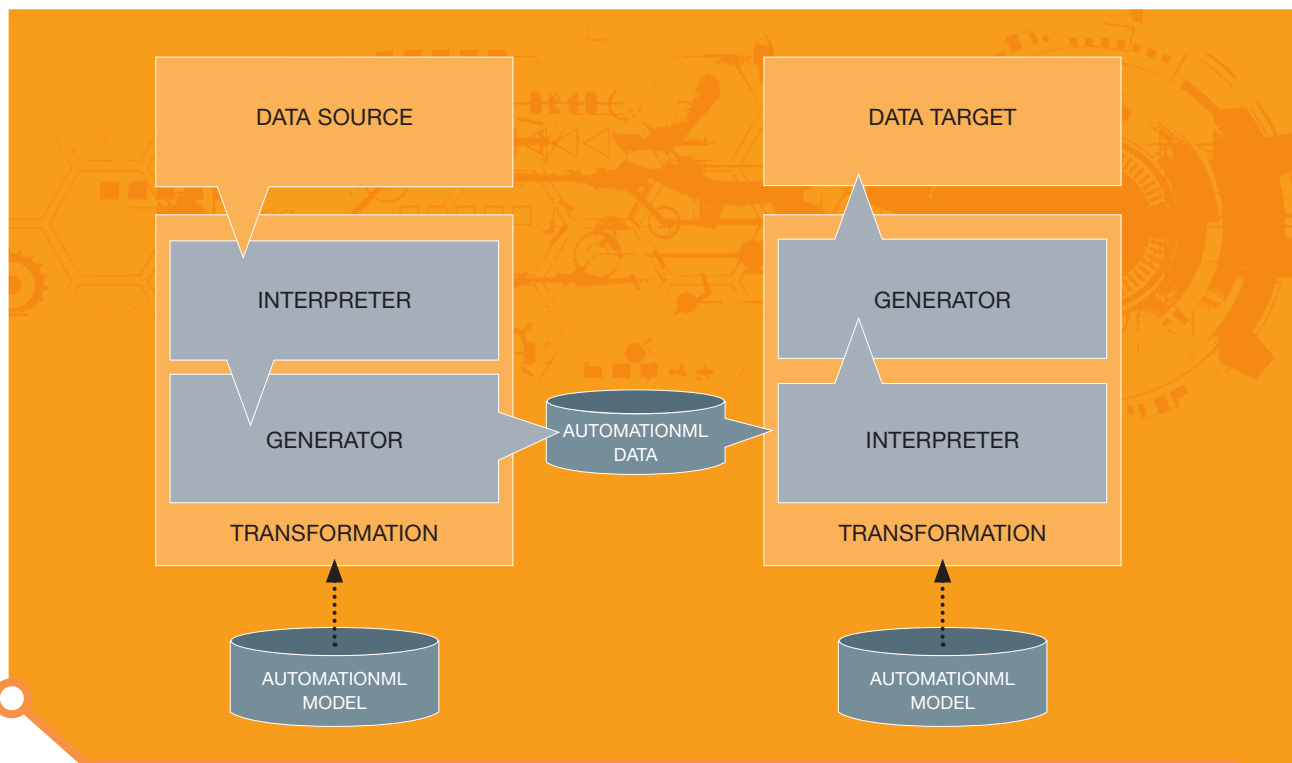 DATA SOURCE
INTERPRETER
GENERATOR
TRANSFORMATION
AUTOMATIONML
MODEL
AUTOMATIONML
DATA
DATA TARGET
GENERATOR
INTERPRETER
TRANSFORMATION
AUTOMATIONML
MODEL